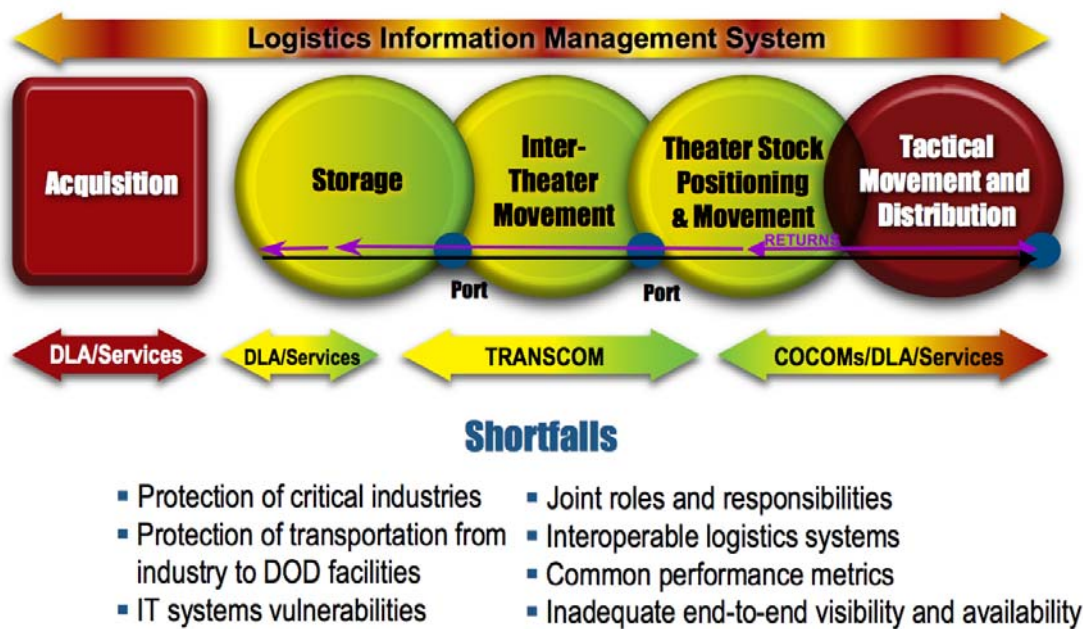 Logistics Information Management System
Acquisition
Storage
Inter-
Theater
Movement
Theater Stock
Positioning
& Movement
Tactical
Movement and
Distribution
RETURNS
Port
Port
DLA/Services
DLA/Services
TRANSCOM
COCOMs/DLA/Services
Shortfalls
▪ Protection of critical industries
▪ Protection of transportation from
industry to DOD facilities
▪ IT systems vulnerabilities
▪ Joint roles and responsibilities
▪ Interoperable logistics systems
▪ Common performance metrics
▪ Inadequate end-to-end visibility and availability